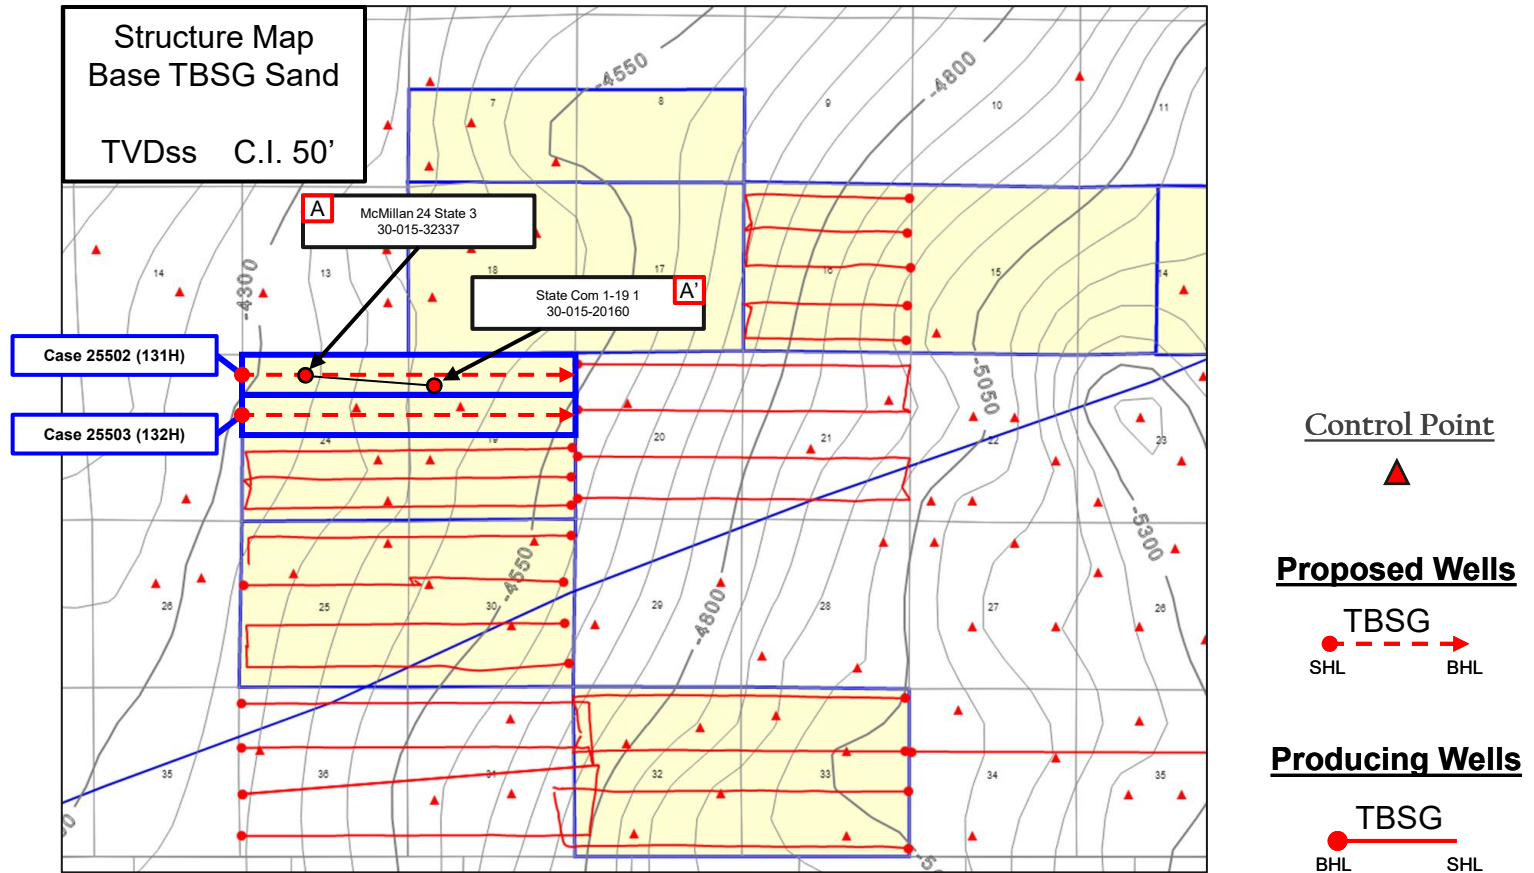 Structure Map
Base TBSG Sand
TVDss C.I. 50'
-4550
-4800
7
8
9
10
11
A
McMillan 24 State 3
30-015-32337
14
13
18
17
16
15
14
-4300
State Com 1-19 1
30-015-20160
A'
Case 25502 (131H)
Case 25503 (132H)
-5050
24
19
20
21
22
23
Control Point
-5300
-4550
-4800
26
25
30
29
28
27
26
Proposed Wells
TBSG
SHL BHL
35
36
31
32
33
34
35
Producing Wells
TBSG
BHL SHL